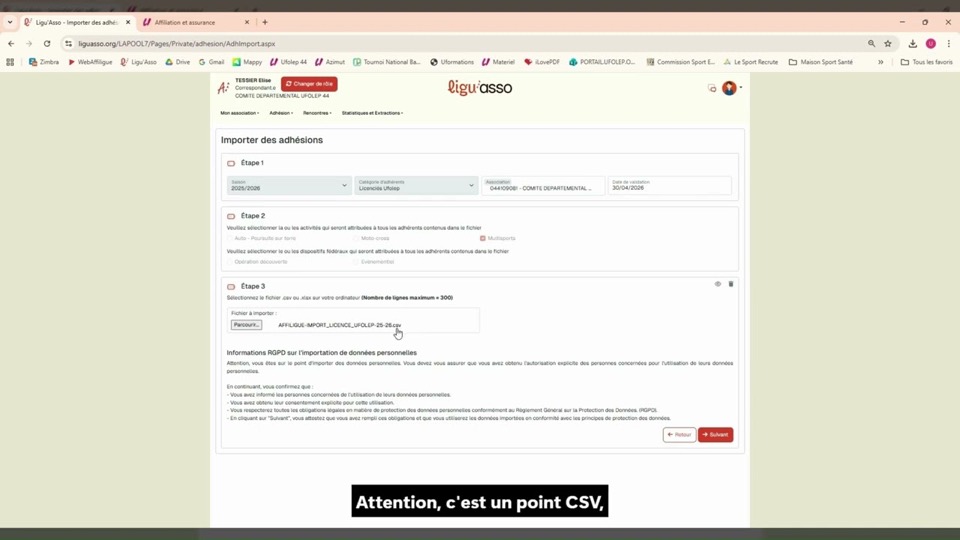 Ligu'Asso - Importer des adhés
Affiliation et assurance
liguasso.org/LAPOOL7/Pages/Private/adhesion/AdhImport.aspx
Zimbra
WebAffiligue
Ligu'Asso
Drive
Gmail
Mappy
Ufolep 44
Azimut
Tournoi National Ba...
Uformations
Materiel
iLovePDF
PORTAIL.UFOLEP.O...
Commission Sport E...
Le Sport Recrute
Maison Sport Santé
»
Tous les favoris
TESSIER Elise
Correspondant.e
COMITE DEPARTEMENTAL UFOLEP 44
Changer de rôle
ligu'asso
Mon association
Adhésion
Rencontres
Statistiques et Extractions
Importer des adhésions
Étape 1
Saison
2025/2026
Catégorie d'adhérents
Licenciés Ufolep
Association
044109081 - COMITE DEPARTEMENTAL ...
Date de validation
30/04/2026
Étape 2
Veuillez sélectionner la ou les activités qui seront attribuées à tous les adhérents contenus dans le fichier
Auto - Poursuite sur terre
Moto-cross
Multisports
Veuillez sélectionner le ou les dispositifs fédéraux qui seront attribuées à tous les adhérents contenus dans le fichier
Opération découverte
Evénementiel
Étape 3
Sélectionnez le fichier .csv ou .xlsx sur votre ordinateur (Nombre de lignes maximum = 300)
Fichier à importer :
Parcourir...
AFFILIGUE-IMPORT_LICENCE_UFOLEP-25-26.csv
Informations RGPD sur l'importation de données personnelles
Attention, vous êtes sur le point d'importer des données personnelles. Vous devez vous assurer que vous avez obtenu l'autorisation explicite des personnes concernées pour l'utilisation de leurs données
personnelles.
En continuant, vous confirmez que :
- Vous avez informé les personnes concernées de l'utilisation de leurs données personnelles.
- Vous avez obtenu leur consentement explicite pour cette utilisation.
- Vous respecterez toutes les obligations légales en matière de protection des données personnelles conformément au Règlement Général sur la Protection des Données. (RGPD).
- En cliquant sur "Suivant", vous attestez que vous avez rempli ces obligations et que vous utiliserez les données importées en conformité avec les principes de protection des données.
Retour
Suivant
Attention, c'est un point CSV,